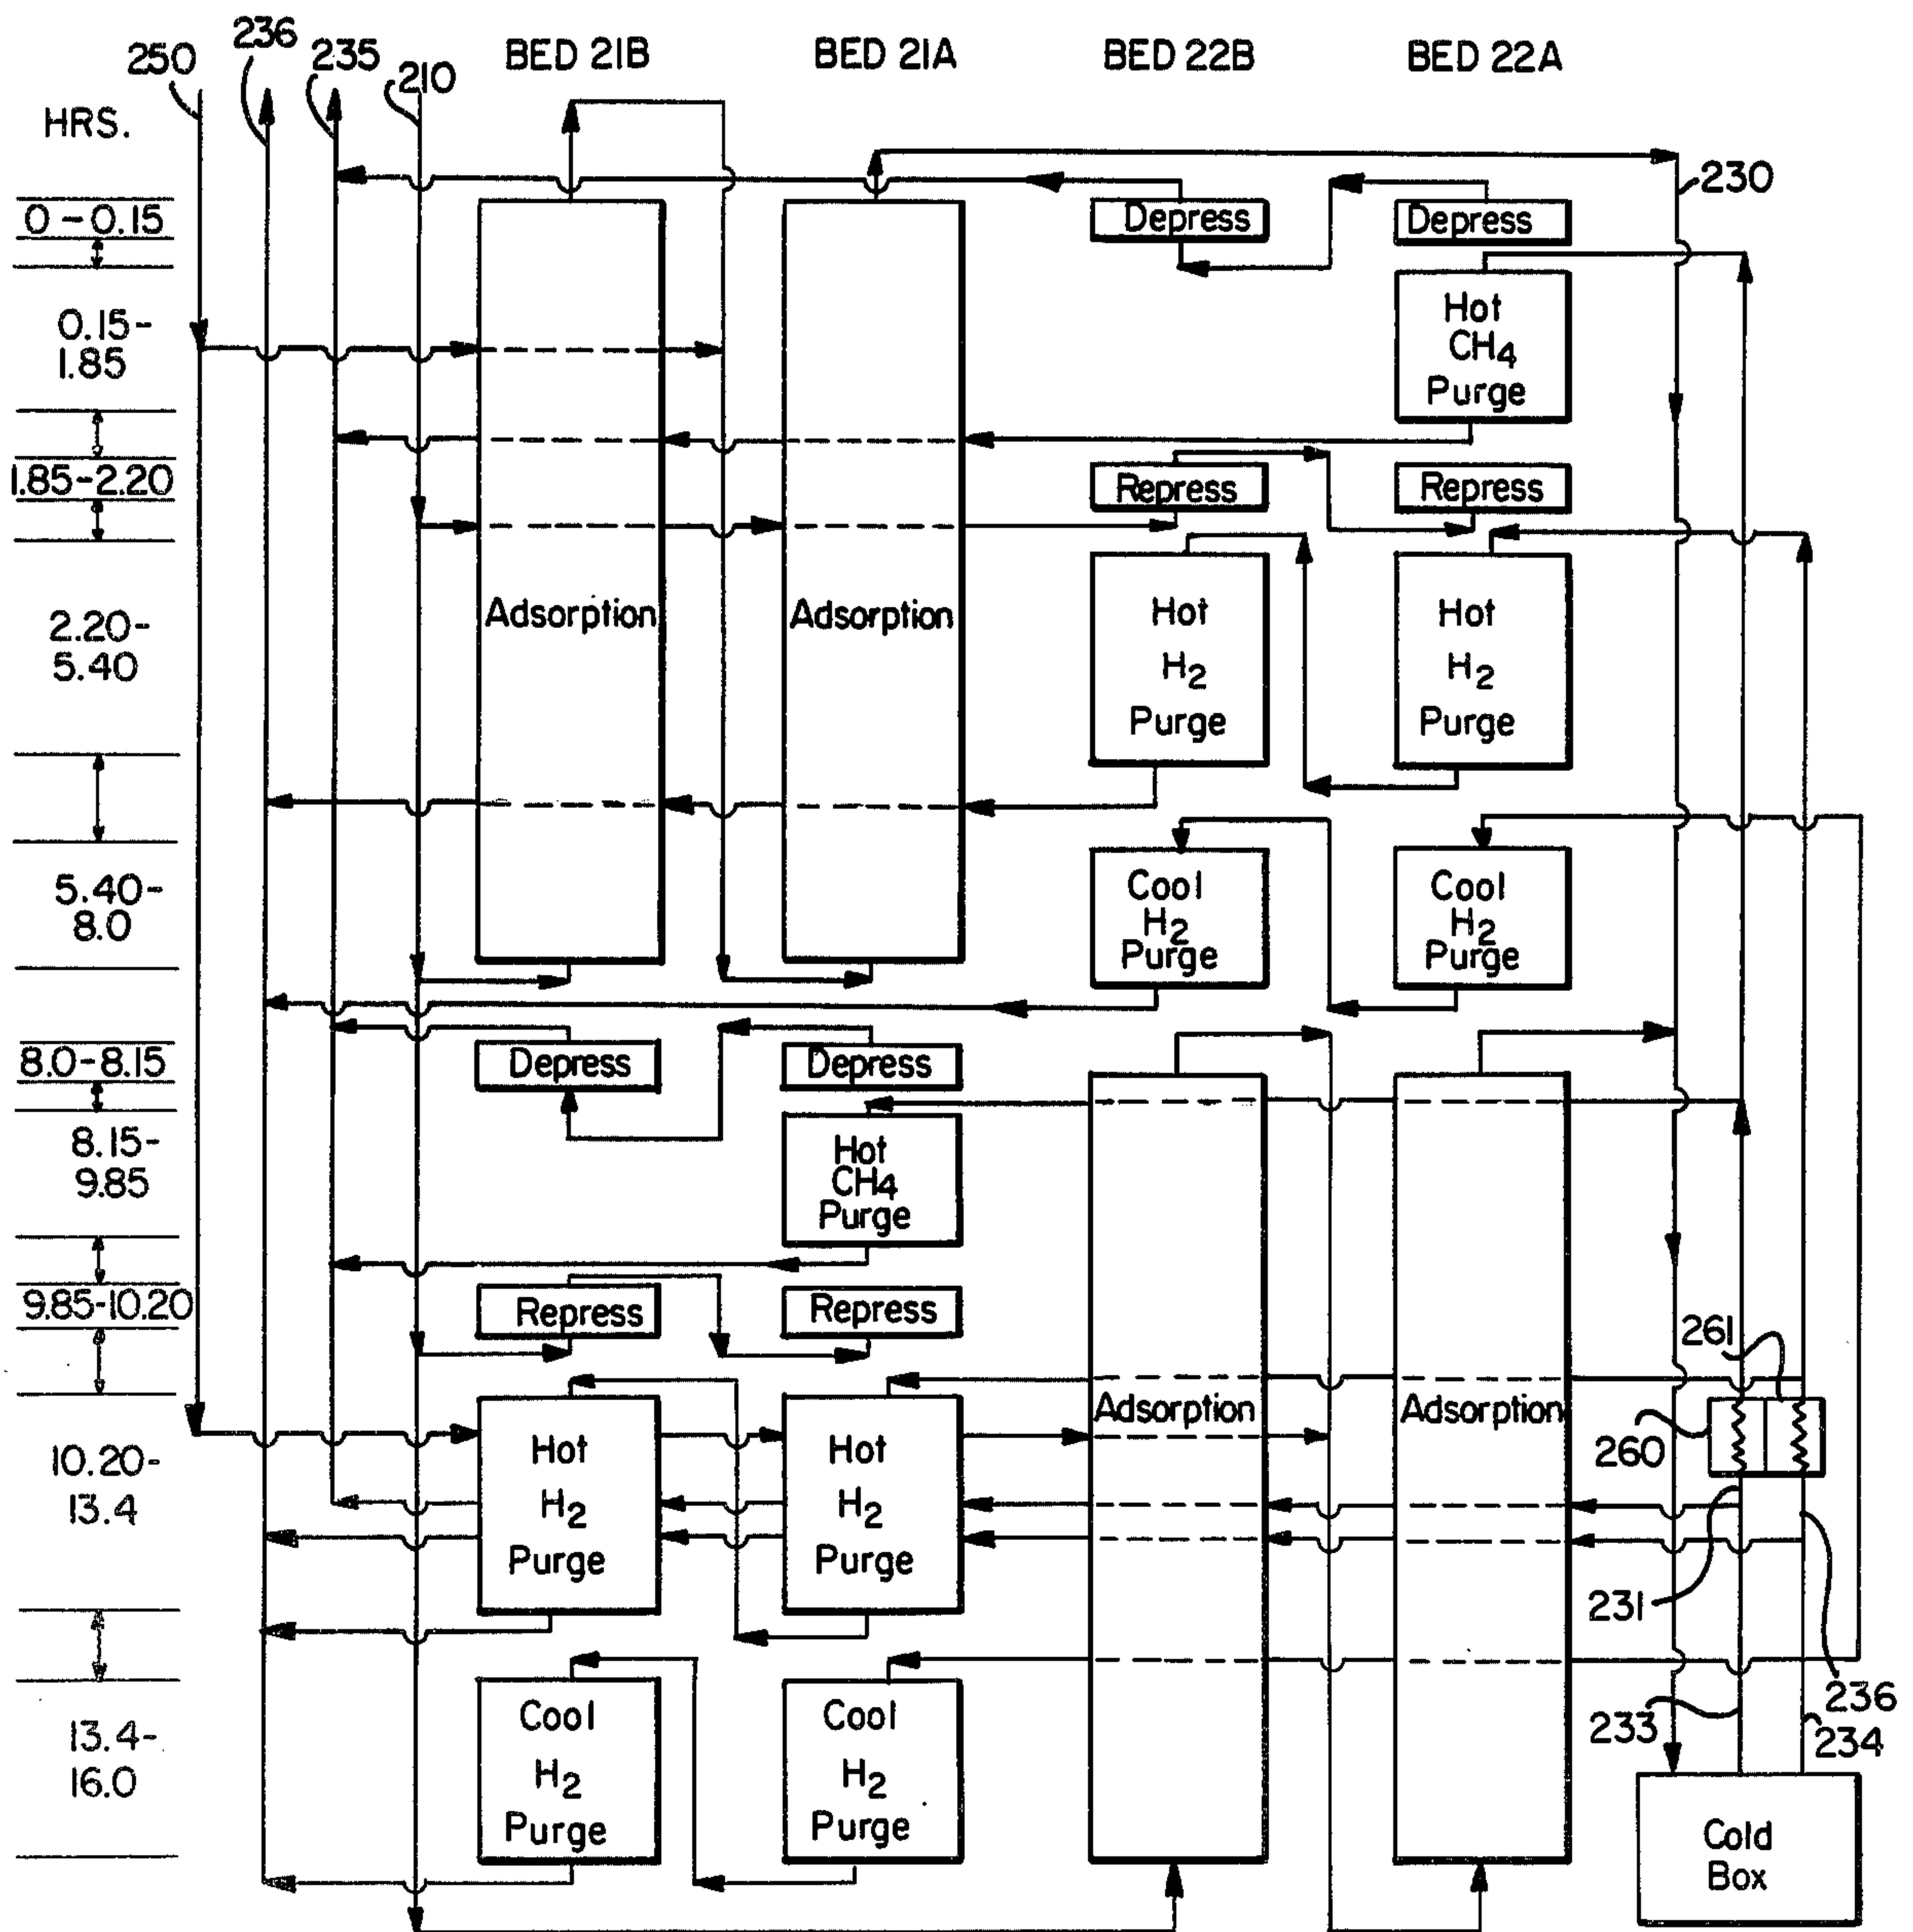 250
236
235
210
BED 21B
BED 21A
BED 22B
BED 22A
HRS.
230
0-0.15
Depress
Depress
0.15-
1.85
Hot
CH4
Purge
1.85-2.20
Repress
Repress
2.20-
5.40
Adsorption
Adsorption
Hot
H2
Purge
Hot
H2
Purge
5.40-
8.0
Cool
H2
Purge
Cool
H2
Purge
8.0-8.15
Depress
Depress
8.15-
9.85
Hot
CH4
Purge
9.85-10.20
Repress
Repress
261
260
10.20-
13.4
Hot
H2
Purge
Hot
H2
Purge
Adsorption
Adsorption
231
236
233
234
13.4-
16.0
Cool
H2
Purge
Cool
H2
Purge
Cold
Box